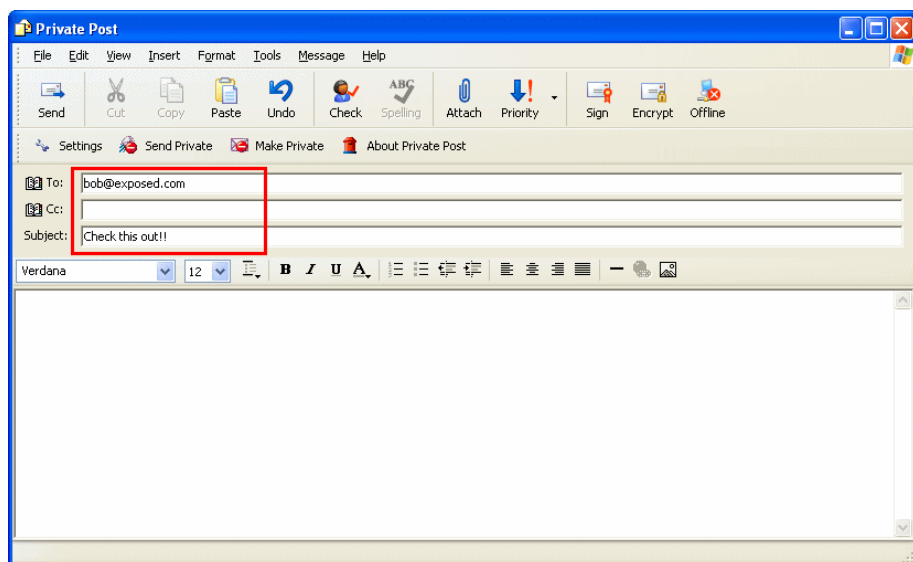 Private Post
File Edit View Insert Format Tools Message Help
ABC
Send Cut Copy Paste Undo Check Spelling Attach Priority Sign Encrypt Offline
Settings Send Private Make Private About Private Post
To: bob@exposed.com
Cc:
Subject: Check this out!!
Verdana 12 B I U A